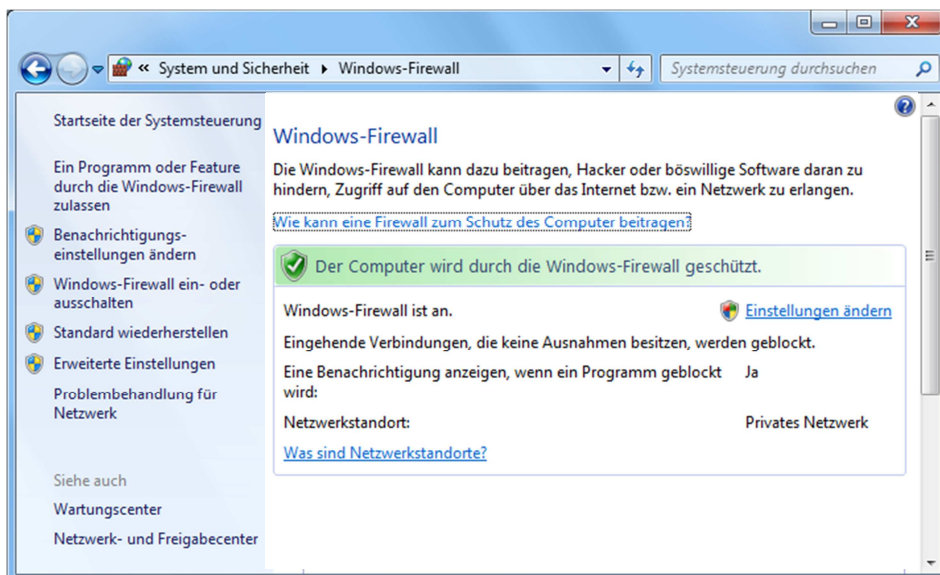 « System und Sicherheit ▸ Windows-Firewall
Systemsteuerung durchsuchen
Startseite der Systemsteuerung
Ein Programm oder Feature
durch die Windows-Firewall
zulassen
Benachrichtigungs-
einstellungen ändern
Windows-Firewall ein- oder
ausschalten
Standard wiederherstellen
Erweiterte Einstellungen
Problembehandlung für
Netzwerk
Siehe auch
Wartungscenter
Netzwerk- und Freigabecenter
Windows-Firewall
Die Windows-Firewall kann dazu beitragen, Hacker oder böswillige Software daran zu
hindern, Zugriff auf den Computer über das Internet bzw. ein Netzwerk zu erlangen.
Wie kann eine Firewall zum Schutz des Computer beitragen?
Der Computer wird durch die Windows-Firewall geschützt.
Windows-Firewall ist an. Einstellungen ändern
Eingehende Verbindungen, die keine Ausnahmen besitzen, werden geblockt.
Eine Benachrichtigung anzeigen, wenn ein Programm geblockt Ja
wird:
Netzwerkstandort: Privates Netzwerk
Was sind Netzwerkstandorte?